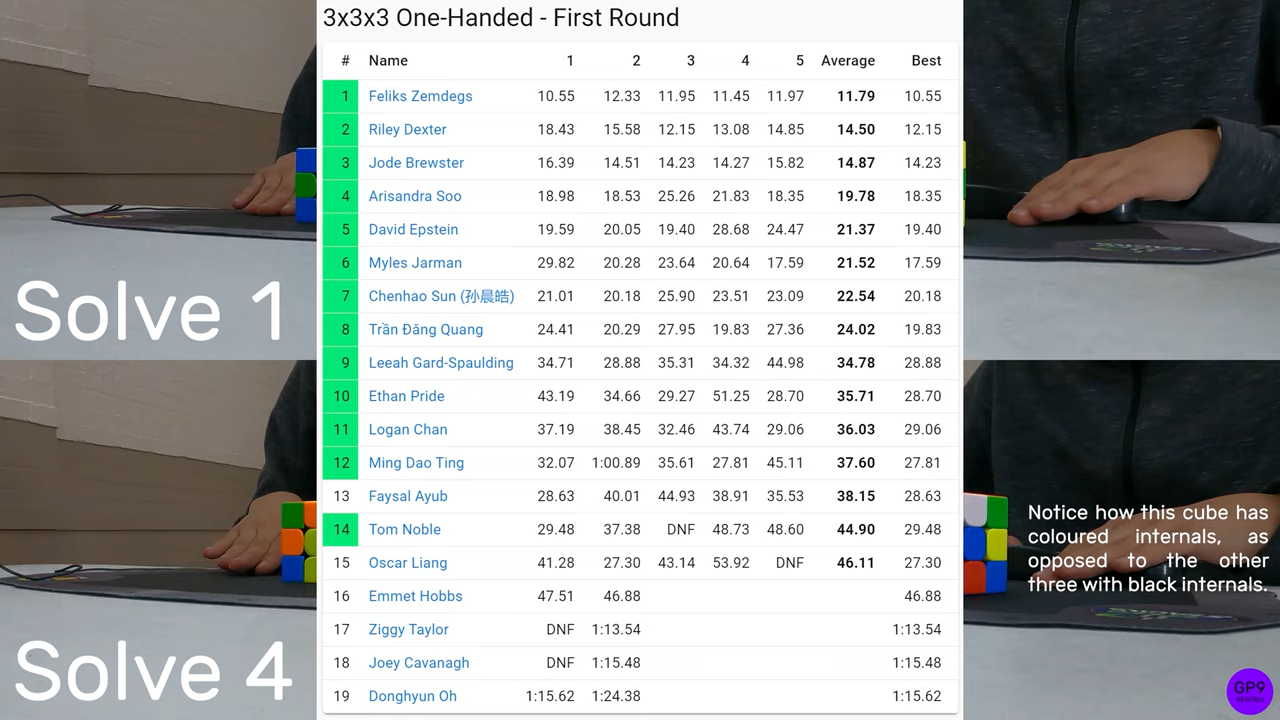 3x3x3 One-Handed - First Round
# Name 1 2 3 4 5 Average Best
1 Feliks Zemdegs 10.55 12.33 11.95 11.45 11.97 11.79 10.55
2 Riley Dexter 18.43 15.58 12.15 13.08 14.85 14.50 12.15
3 Jode Brewster 16.39 14.51 14.23 14.27 15.82 14.87 14.23
4 Arisandra Soo 18.98 18.53 25.26 21.83 18.35 19.78 18.35
5 David Epstein 19.59 20.05 19.40 28.68 24.47 21.37 19.40
6 Myles Jarman 29.82 20.28 23.64 20.64 17.59 21.52 17.59
7 Chenhao Sun (孙晨皓) 21.01 20.18 25.90 23.51 23.09 22.54 20.18
8 Trần Đăng Quang 24.41 20.29 27.95 19.83 27.36 24.02 19.83
9 Leeah Gard-Spaulding 34.71 28.88 35.31 34.32 44.98 34.78 28.88
10 Ethan Pride 43.19 34.66 29.27 51.25 28.70 35.71 28.70
11 Logan Chan 37.19 38.45 32.46 43.74 29.06 36.03 29.06
12 Ming Dao Ting 32.07 1:00.89 35.61 27.81 45.11 37.60 27.81
13 Faysal Ayub 28.63 40.01 44.93 38.91 35.53 38.15 28.63
14 Tom Noble 29.48 37.38 DNF 48.73 48.60 44.90 29.48
15 Oscar Liang 41.28 27.30 43.14 53.92 DNF 46.11 27.30
16 Emmet Hobbs 47.51 46.88 46.88
17 Ziggy Taylor DNF 1:13.54 1:13.54
18 Joey Cavanagh DNF 1:15.48 1:15.48
19 Donghyun Oh 1:15.62 1:24.38 1:15.62
Solve 1
Solve 4
Notice how this cube has
coloured internals, as
opposed to the other
three with black internals.
GP9